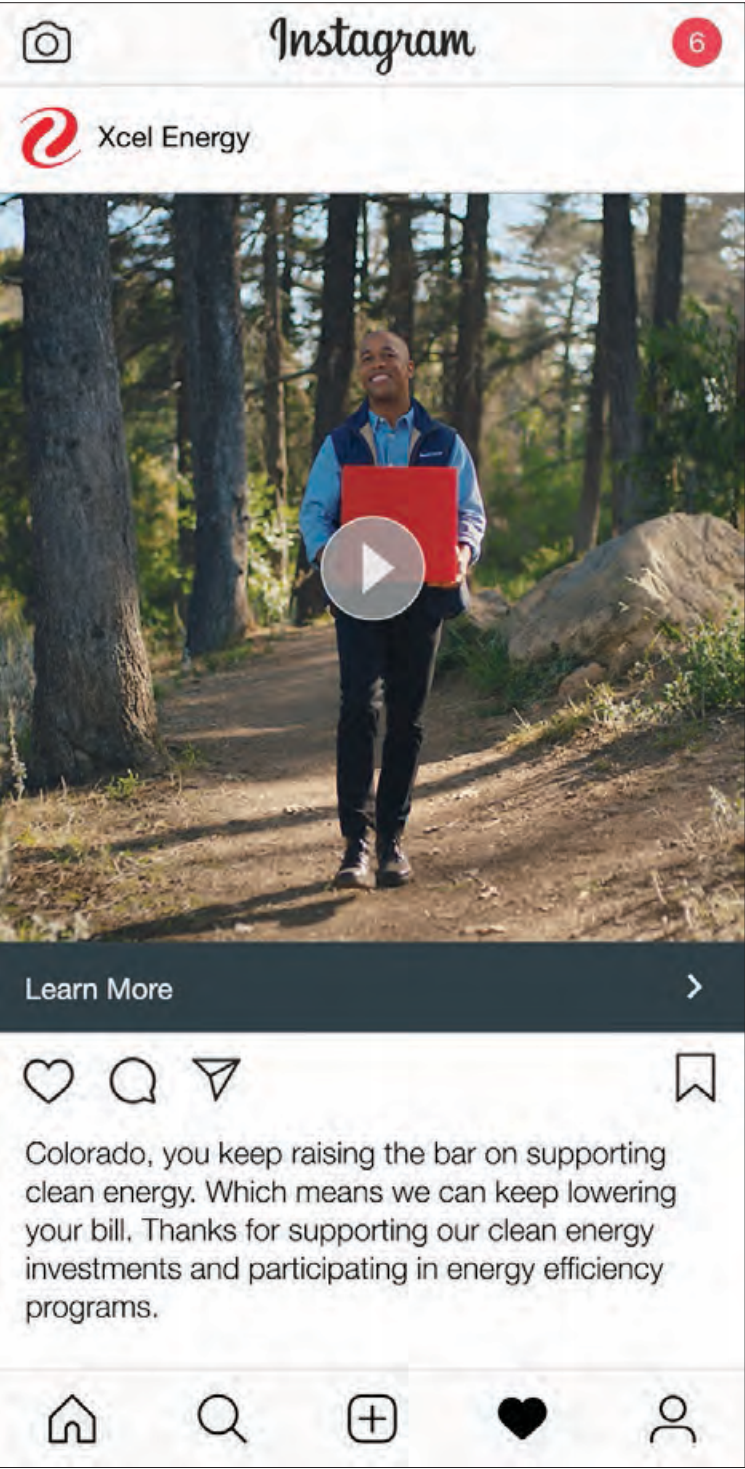 Instagram
6
Xcel Energy
Learn More
Colorado, you keep raising the bar on supporting
clean energy. Which means we can keep lowering
your bill. Thanks for supporting our clean energy
investments and participating in energy efficiency
programs.